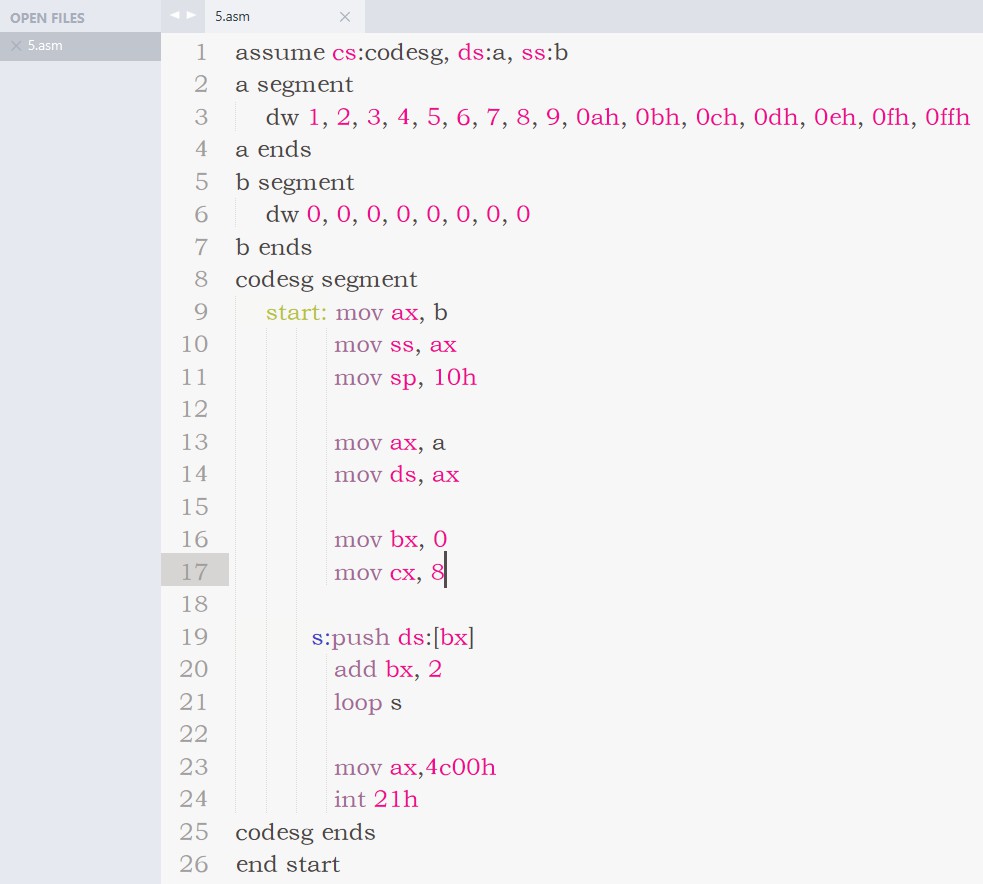 OPEN FILES
5.asm
5.asm
1 assume cs:codesg, ds:a, ss:b
2 a segment
3 dw 1, 2, 3, 4, 5, 6, 7, 8, 9, 0ah, 0bh, 0ch, 0dh, 0eh, 0fh, 0ffh
4 a ends
5 b segment
6 dw 0, 0, 0, 0, 0, 0, 0, 0
7 b ends
8 codesg segment
9 start: mov ax, b
10 mov ss, ax
11 mov sp, 10h
12
13 mov ax, a
14 mov ds, ax
15
16 mov bx, 0
17 mov cx, 8
18
19 s:push ds:[bx]
20 add bx, 2
21 loop s
22
23 mov ax,4c00h
24 int 21h
25 codesg ends
26 end start